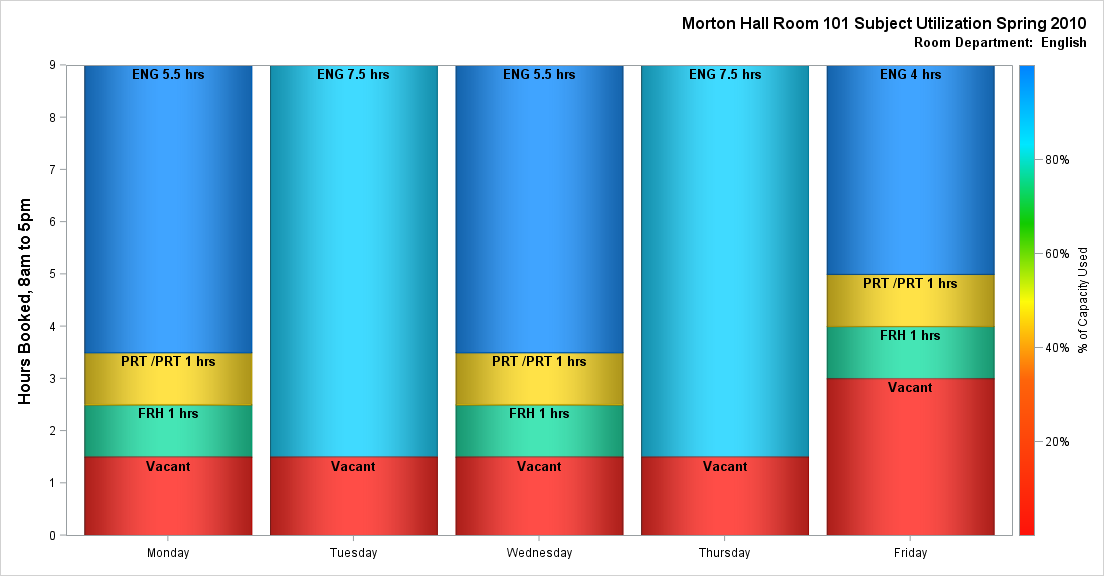 Morton Hall Room 101 Subject Utilization Spring 2010
Room Department: English
Hours Booked, 8am to 5pm
9
8
7
6
5
4
3
2
1
0
ENG 5.5 hrs
PRT /PRT 1 hrs
FRH 1 hrs
Vacant
ENG 7.5 hrs
Vacant
ENG 5.5 hrs
PRT /PRT 1 hrs
FRH 1 hrs
Vacant
ENG 7.5 hrs
Vacant
ENG 4 hrs
PRT /PRT 1 hrs
FRH 1 hrs
Vacant
Monday
Tuesday
Wednesday
Thursday
Friday
80%
60%
40%
20%
% of Capacity Used